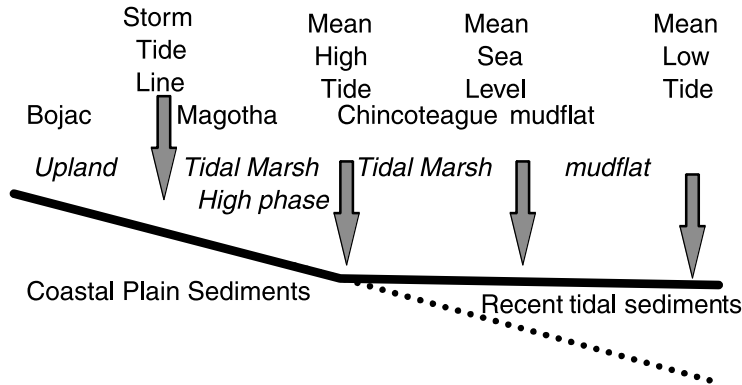 Storm
Tide
Line
Mean
High
Tide
Mean
Sea
Level
Mean
Low
Tide
Bojac Magotha Chincoteague mudflat
Upland Tidal Marsh Tidal Marsh mudflat
High phase
Coastal Plain Sediments
Recent tidal sediments